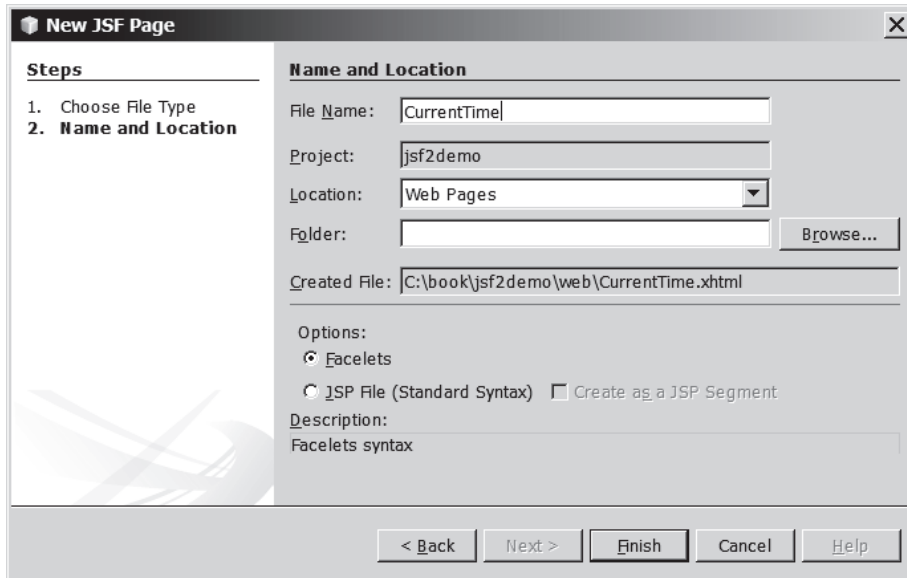 New JSF Page
Steps
1. Choose File Type
2. Name and Location
Name and Location
File Name: CurrentTime
Project: jsf2demo
Location: Web Pages
Folder: Browse...
Created File: C:\book\jsf2demo\web\CurrentTime.xhtml
Options:
Facelets
JSP File (Standard Syntax) Create as a JSP Segment
Description:
Facelets syntax
< Back Next > Finish Cancel Help